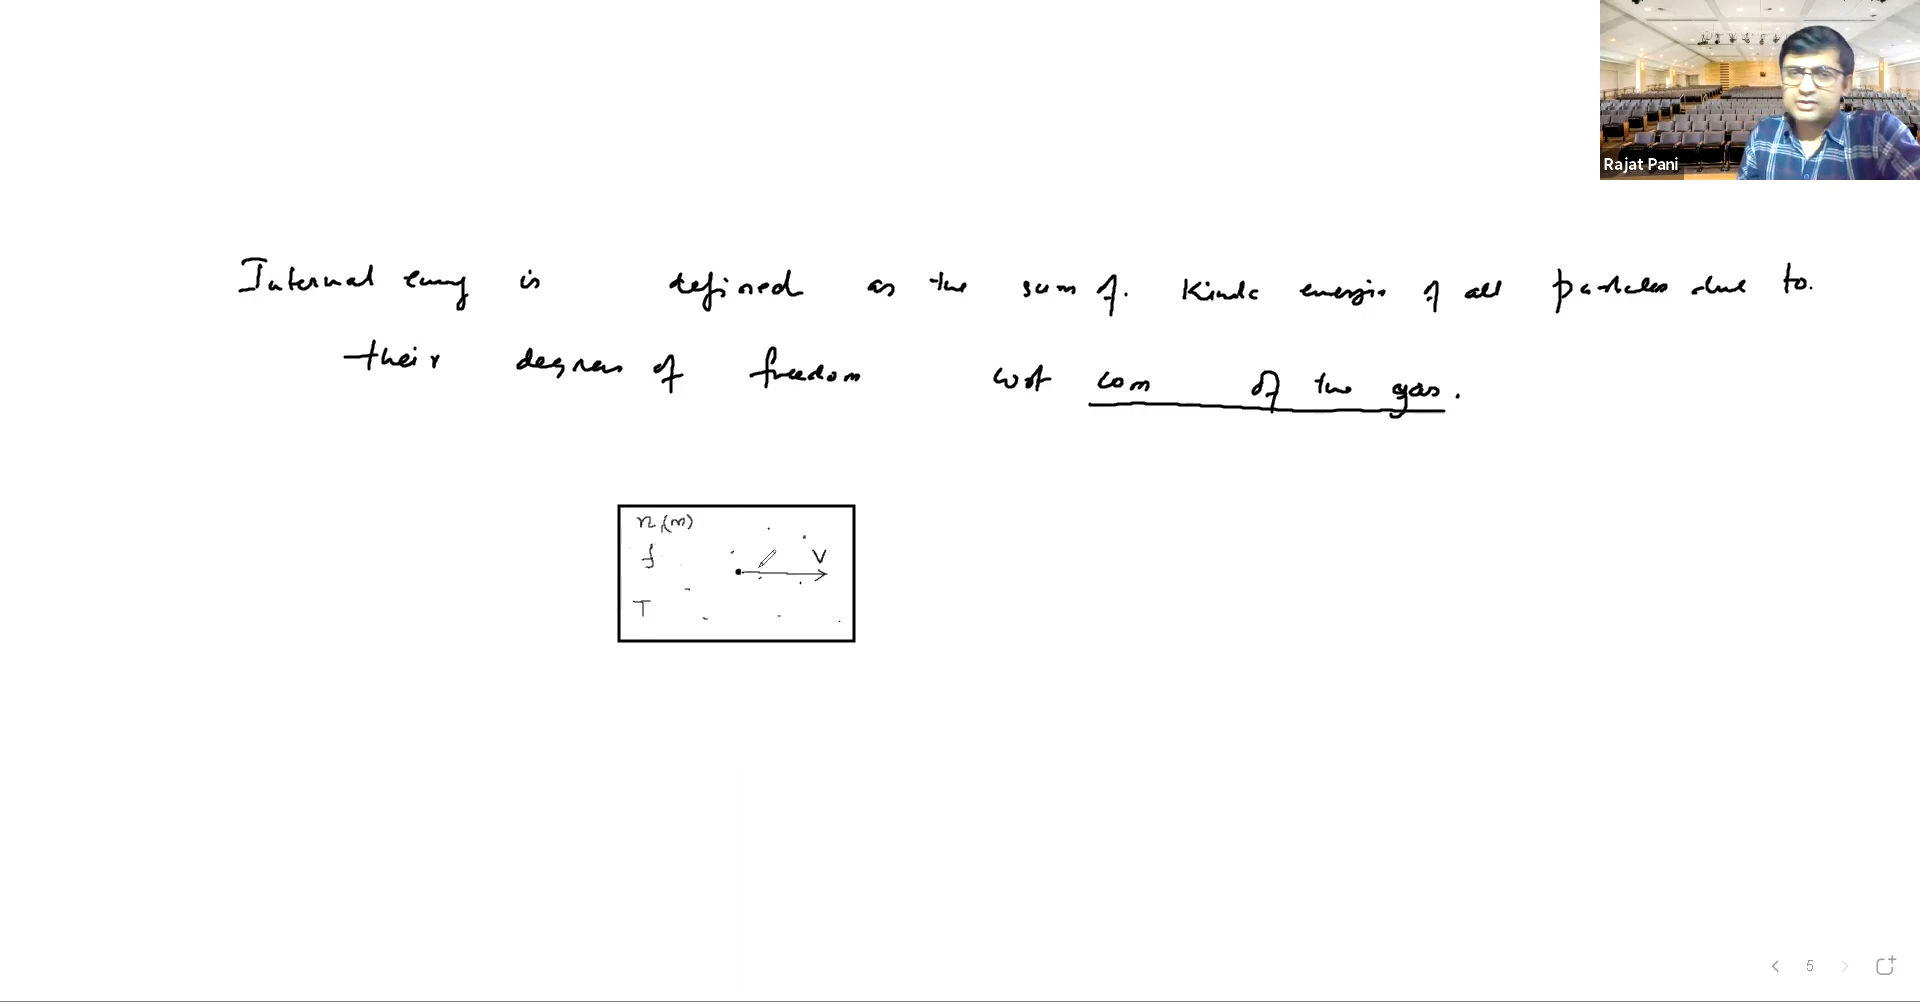 Rajat Pani
Internal energy is defined as the sum of. Kinetic energies of all particles due to.
their degrees of freedom wrt com of the gas.
n,(m)
f
V
T
5